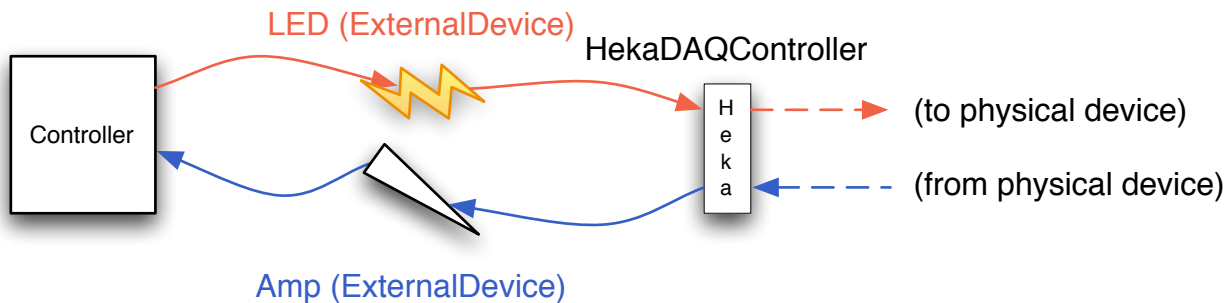 LED (ExternalDevice)
HekaDAQController
Controller
H
e
k
a
(to physical device)
(from physical device)
Amp (ExternalDevice)